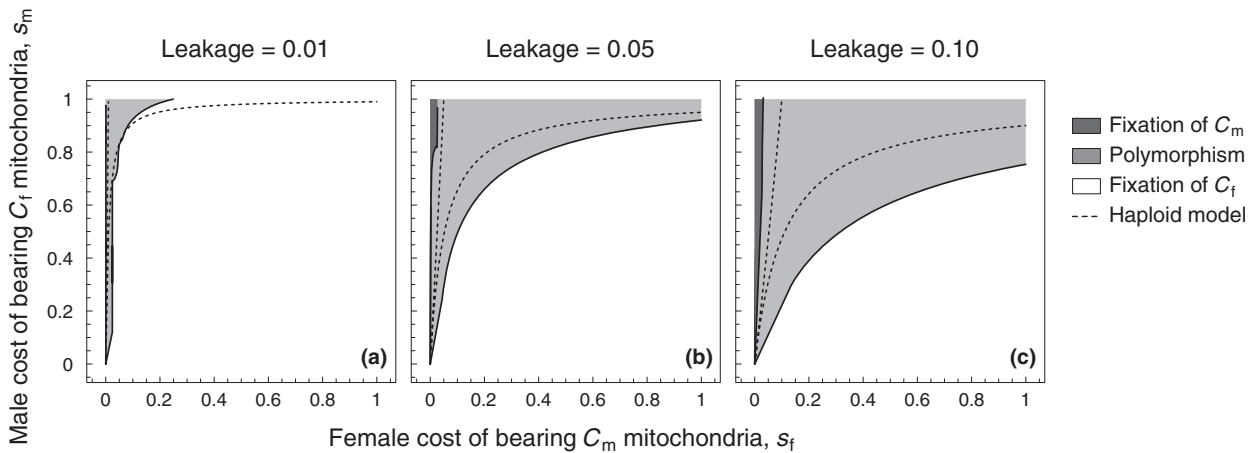 Leakage = 0.01
Leakage = 0.05
Leakage = 0.10
Male cost of bearing Cf mitochondria, sm
1
0.8
0.6
0.4
0.2
0
(a)
(b)
(c)
0 0.2 0.4 0.6 0.8 1
0 0.2 0.4 0.6 0.8 1
0 0.2 0.4 0.6 0.8 1
Female cost of bearing Cm mitochondria, sf
Fixation of Cm
Polymorphism
Fixation of Cf
Haploid model